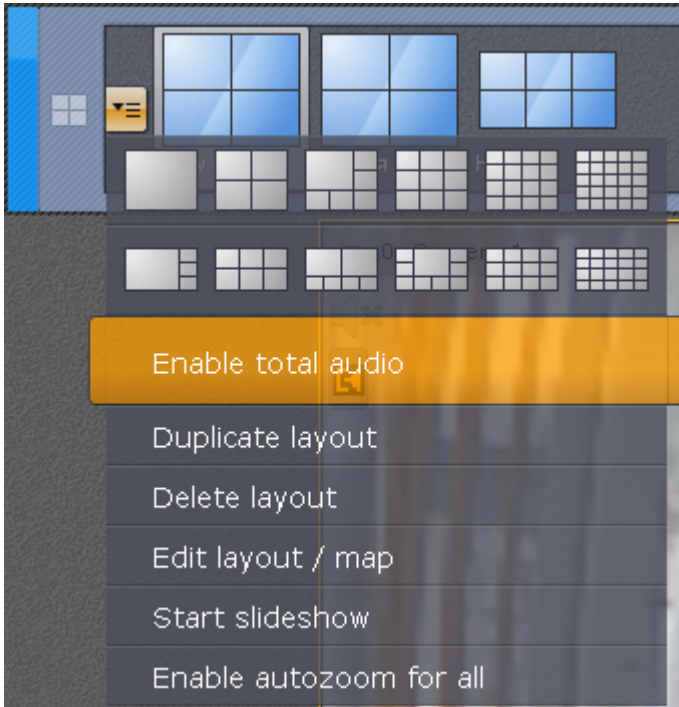 Enable total audio
Duplicate layout
Delete layout
Edit layout / map
Start slideshow
Enable autozoom for all